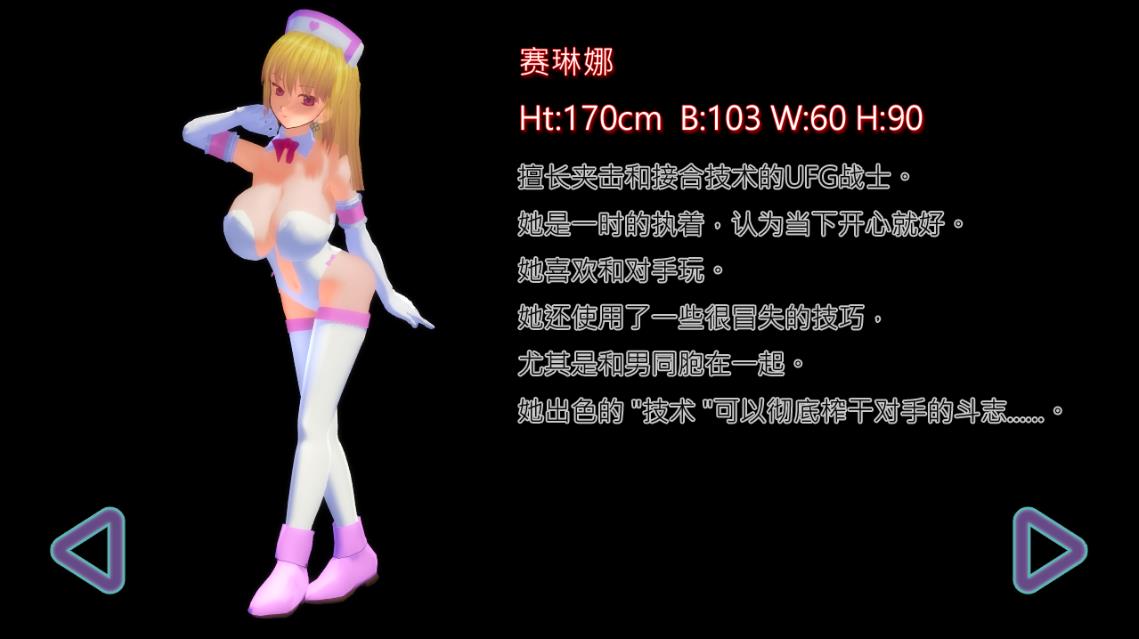 赛琳娜
Ht:170cm  B:103 W:60 H:90
擅长夹击和接合技术的UFG战士。
她是一时的执着，认为当下开心就好。
她喜欢和对手玩。
她还使用了一些很冒失的技巧，
尤其是和男同胞在一起。
她出色的 "技术 "可以彻底榨干对手的斗志......。